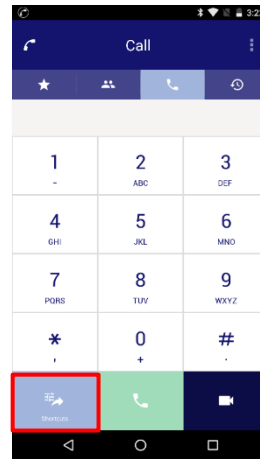 3:2
Call
1 2 3
- ABC DEF
4 5 6
GHI JKL MNO
7 8 9
PQRS TUV WXYZ
* 0 #
, + .
Shortcuts